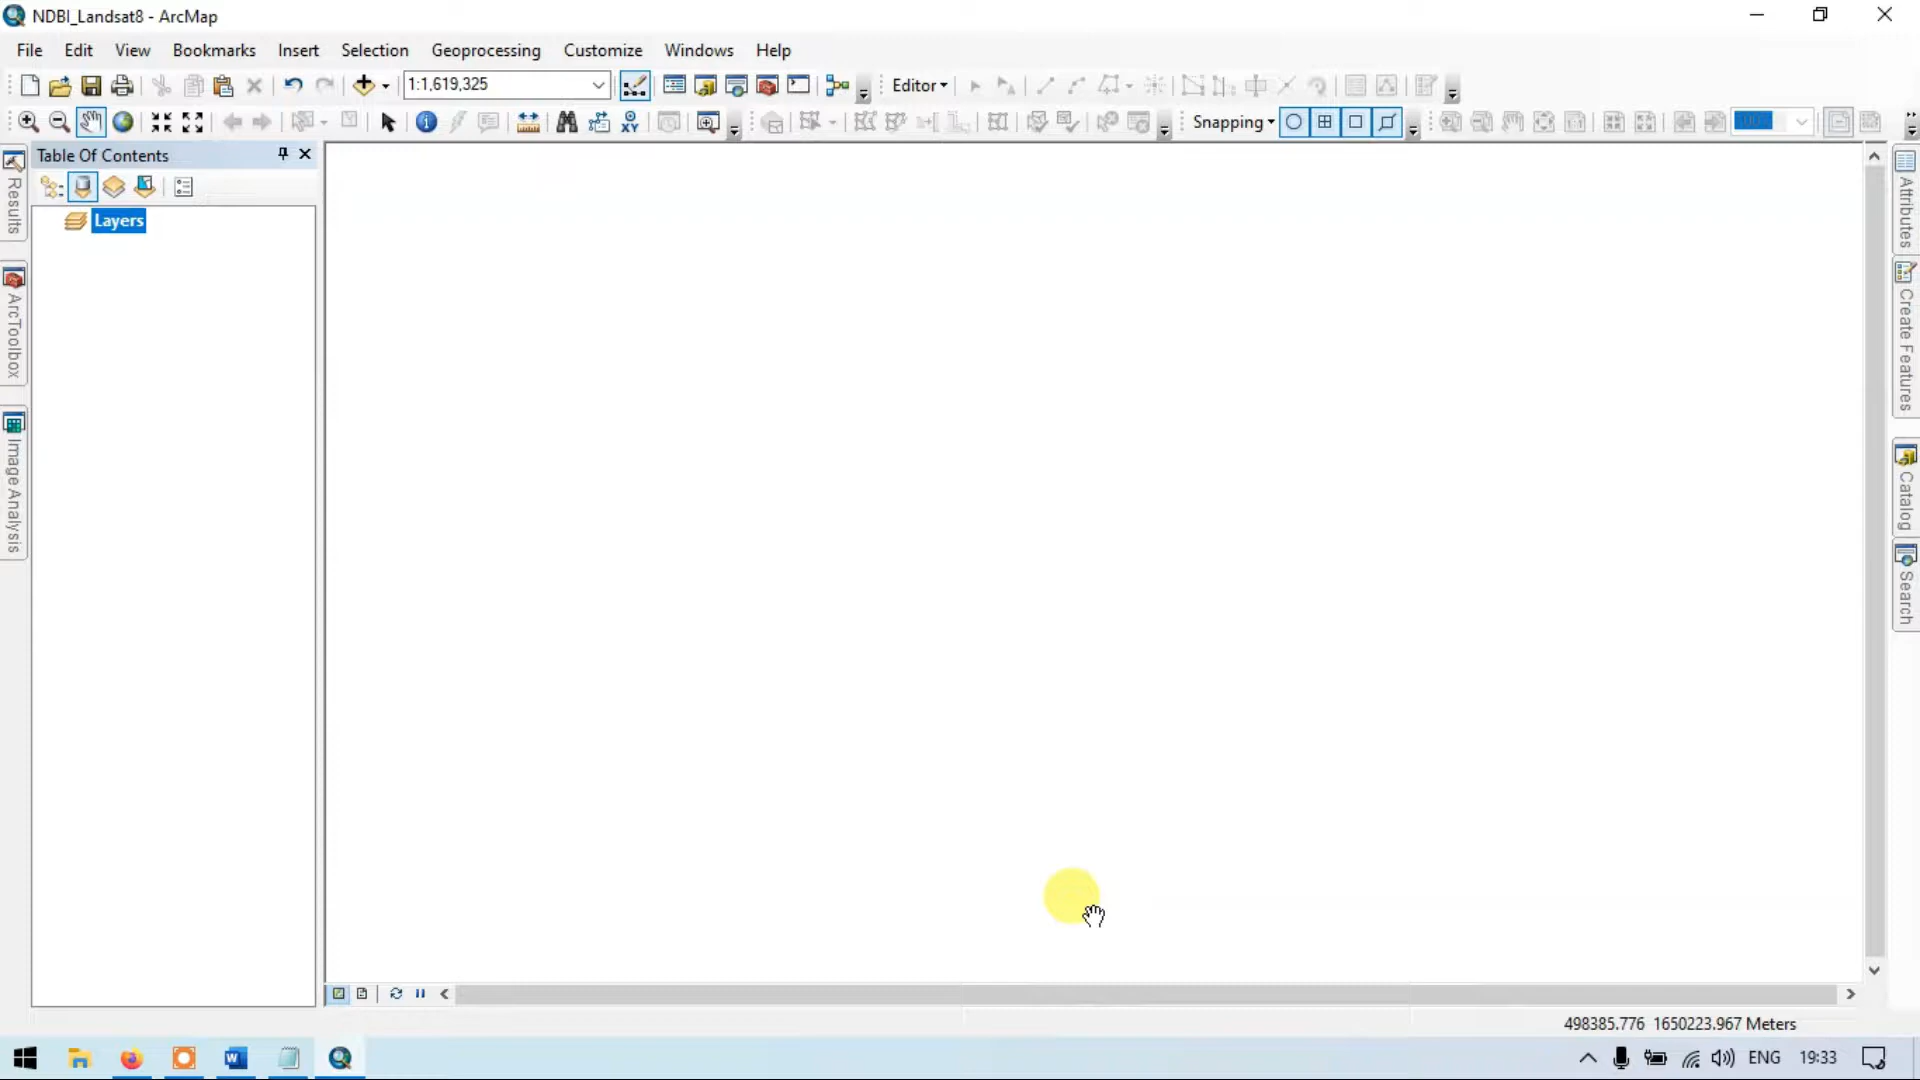 NDBI_Landsat8 - ArcMap
File Edit View Bookmarks Insert Selection Geoprocessing Customize Windows Help
1:1,619,325
Editor
Snapping
Table Of Contents
Layers
Results
ArcToolbox
Image Analysis
Attributes
Create Features
Catalog
Search
498385.776 1650223.967 Meters
ENG 19:33